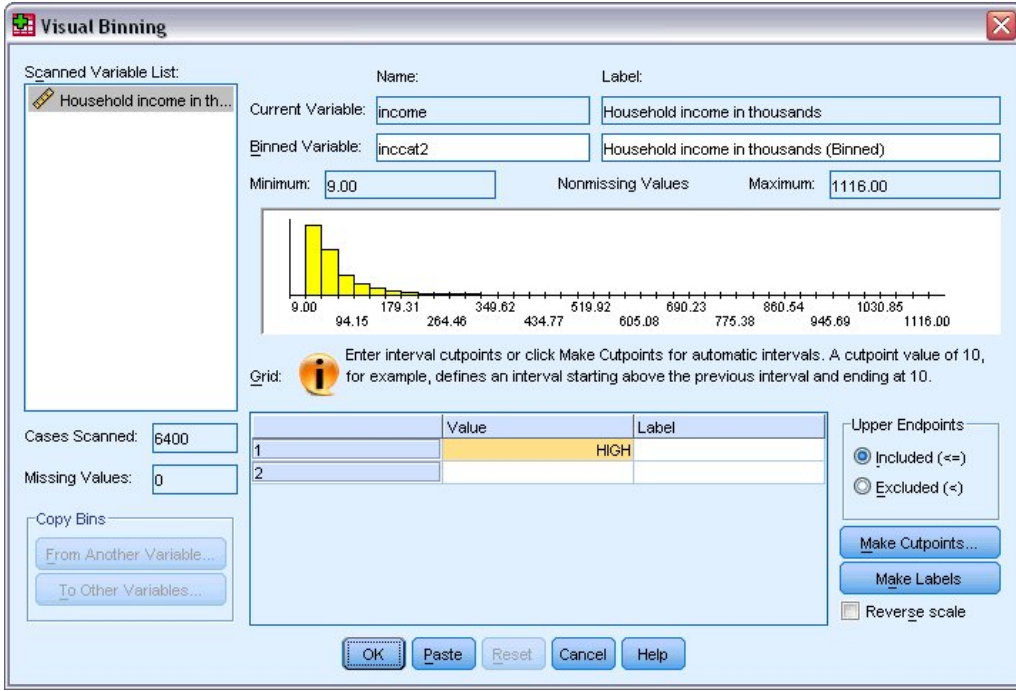 Visual Binning
Scanned Variable List:
Household income in th...
Name:
Label:
Current Variable:
income
Household income in thousands
Binned Variable:
inccat2
Household income in thousands (Binned)
Minimum:
9.00
Nonmissing Values
Maximum:
1116.00
9.00
179.31
349.62
519.92
690.23
860.54
1030.85
94.15
264.46
434.77
605.08
775.38
945.69
1116.00
Grid:
Enter interval cutpoints or click Make Cutpoints for automatic intervals. A cutpoint value of 10,
for example, defines an interval starting above the previous interval and ending at 10.
Cases Scanned:
6400
Missing Values:
0
Copy Bins
From Another Variable...
To Other Variables...
Value
Label
1
HIGH
2
Upper Endpoints
Included (<=)
Excluded (<)
Make Cutpoints...
Make Labels
Reverse scale
OK
Paste
Reset
Cancel
Help